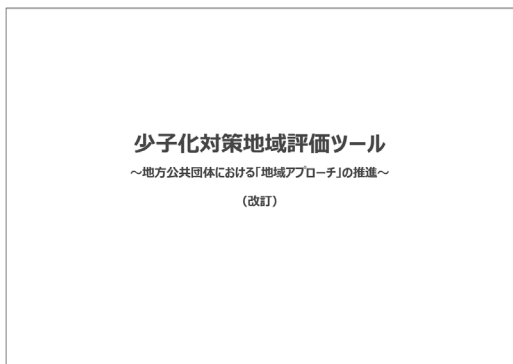 少子化対策地域評価ツール
～地方公共団体における「地域アプローチ」の推進～
（改訂）